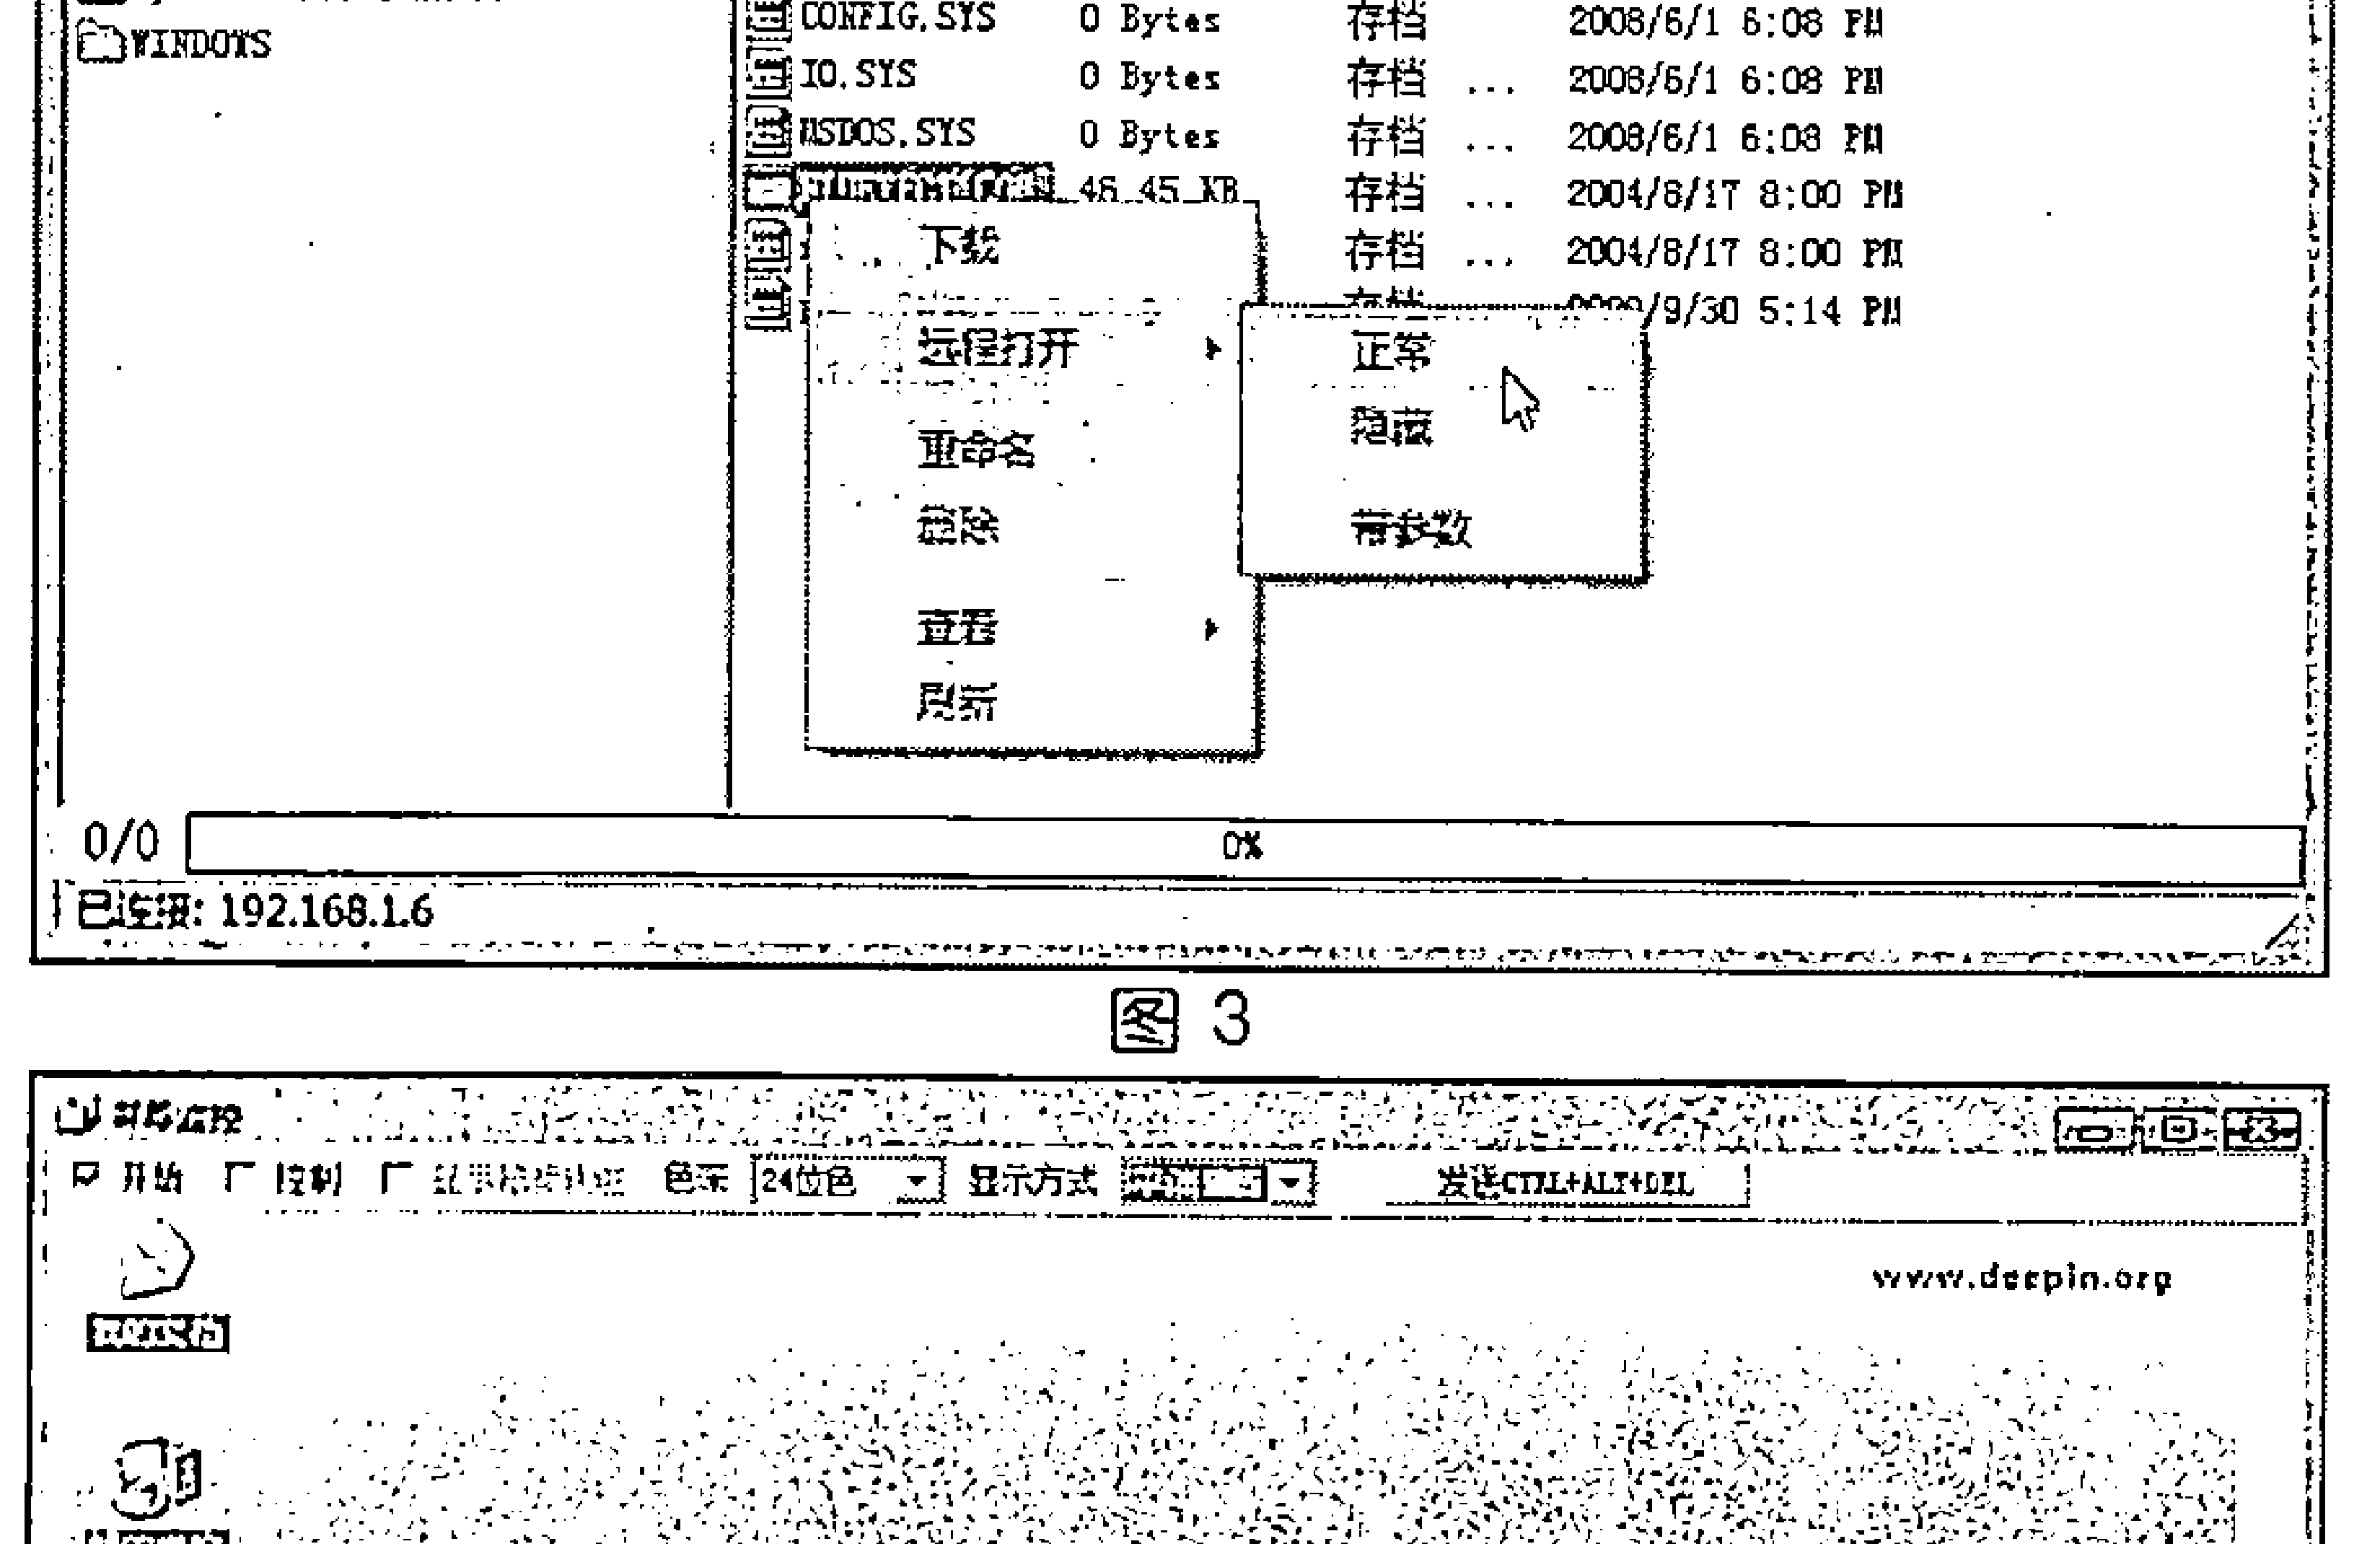 CONFIG.SYS 0 Bytes 存档 2008/6/1 6:08 PM
WINDOWS
IO.SYS 0 Bytes 存档 ... 2008/6/1 6:08 PM
MSDOS.SYS 0 Bytes 存档 ... 2008/6/1 6:08 PM
46.45 KB 存档 ... 2004/8/17 8:00 PM
存档 ... 2004/8/17 8:00 PM
/9/30 5:14 PM
下载
远程打开
正常
隐藏
重命名
删除
带参数
查看
刷新
0/0 0%
已连接: 192.168.1.6
图 3
开始 控制 色深 24位色 显示方式 发送CTRL+ALT+DEL
www.deepin.org